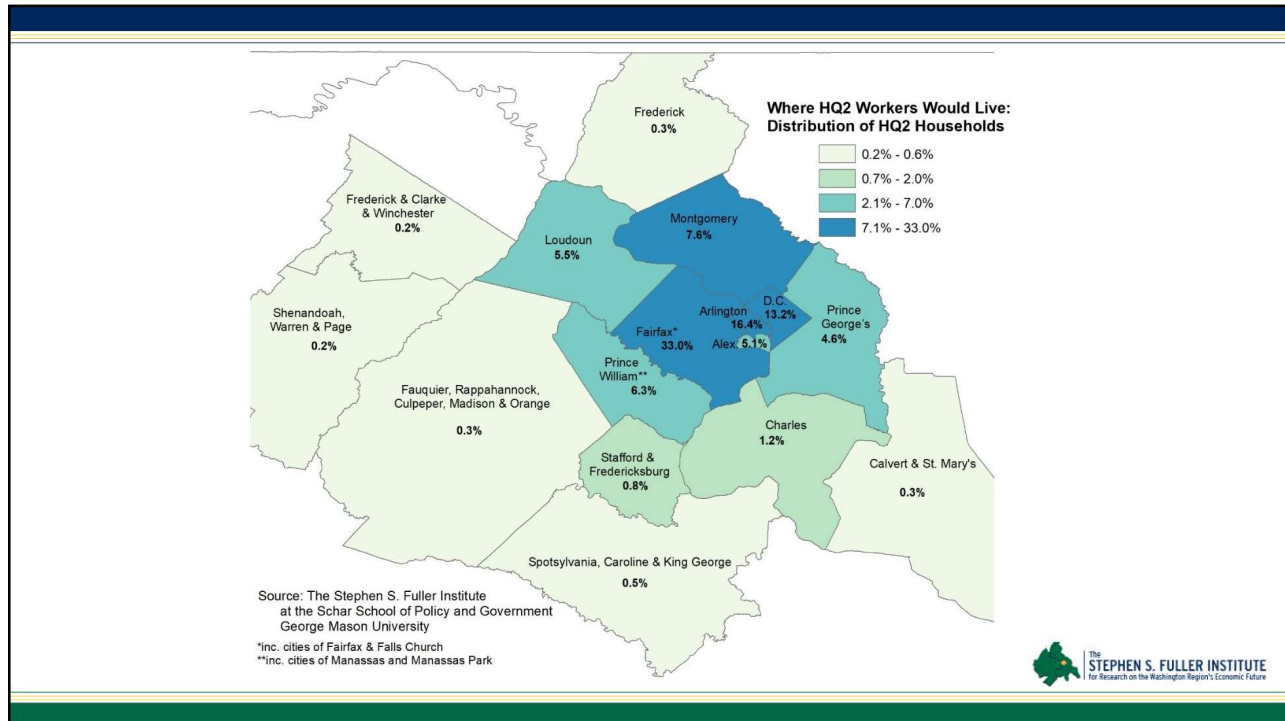 Where HQ2 Workers Would Live:
Distribution of HQ2 Households
0.2% - 0.6%
0.7% - 2.0%
2.1% - 7.0%
7.1% - 33.0%
Frederick
0.3%
Frederick & Clarke
& Winchester
0.2%
Montgomery
7.6%
Loudoun
5.5%
Shenandoah,
Warren & Page
0.2%
D.C.
13.2%
Arlington
16.4%
Fairfax*
33.0%
Alex.
5.1%
Prince
George's
4.6%
Prince
William**
6.3%
Fauquier, Rappahannock,
Culpeper, Madison & Orange
0.3%
Charles
1.2%
Stafford &
Fredericksburg
0.8%
Calvert & St. Mary's
0.3%
Spotsylvania, Caroline & King George
0.5%
Source: The Stephen S. Fuller Institute
at the Schar School of Policy and Government
George Mason University
*inc. cities of Fairfax & Falls Church
**inc. cities of Manassas and Manassas Park
The
STEPHEN S. FULLER INSTITUTE
for Research on the Washington Region's Economic Future